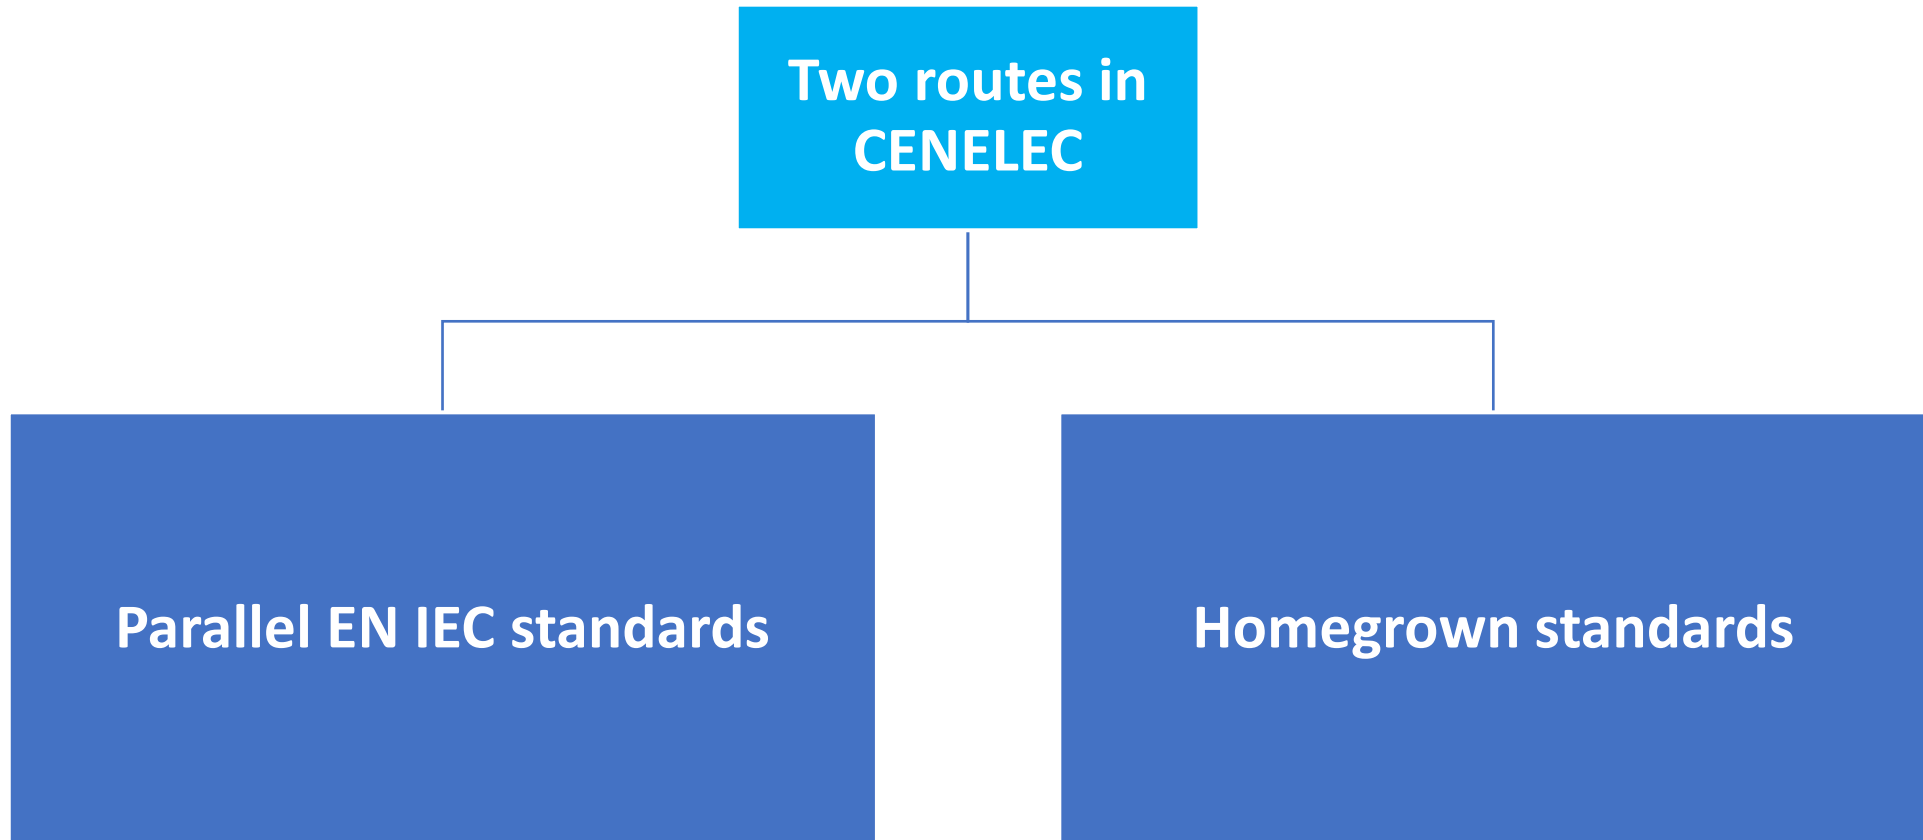 Two routes in
CENELEC
Parallel EN IEC standards
Homegrown standards